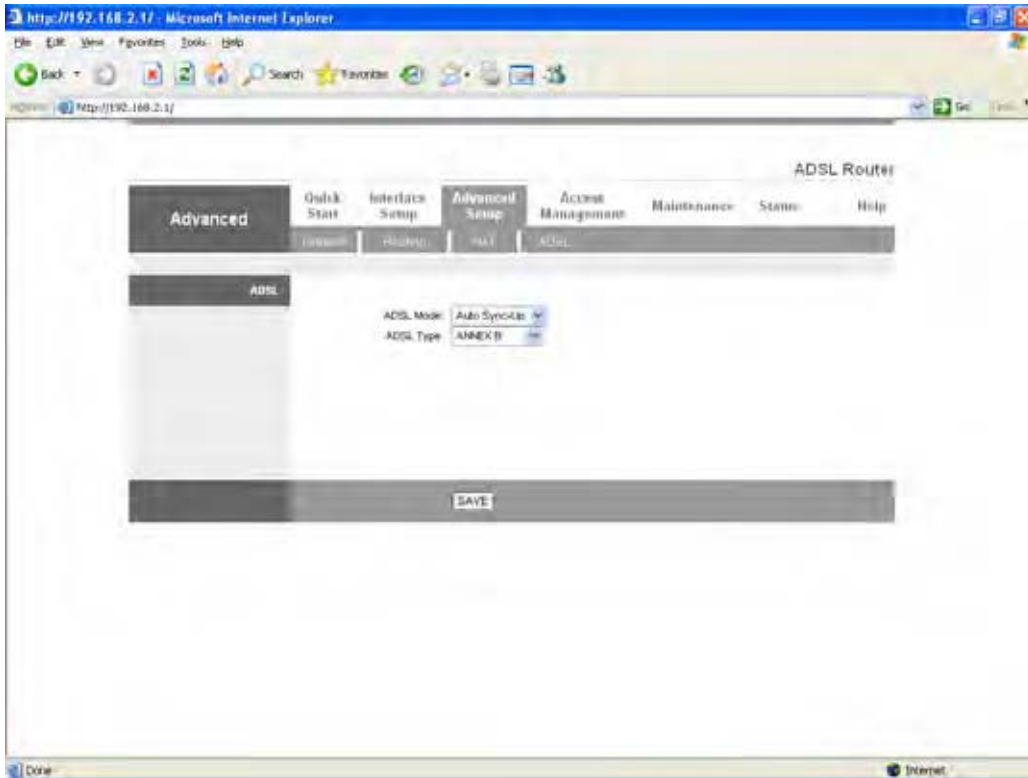 http://192.168.2.1/ - Microsoft Internet Explorer
File Edit View Favorites Tools Help
Back Search Favorites
http://192.168.2.1/ Go
ADSL Router
Advanced
Quick Start
Interface Setup
Advanced Setup
Access Management
Maintenance
Status
Help
Routing NAT ADSL
ADSL
ADSL Mode: Auto Sync-Up
ADSL Type: ANNEX B
SAVE
Done Internet